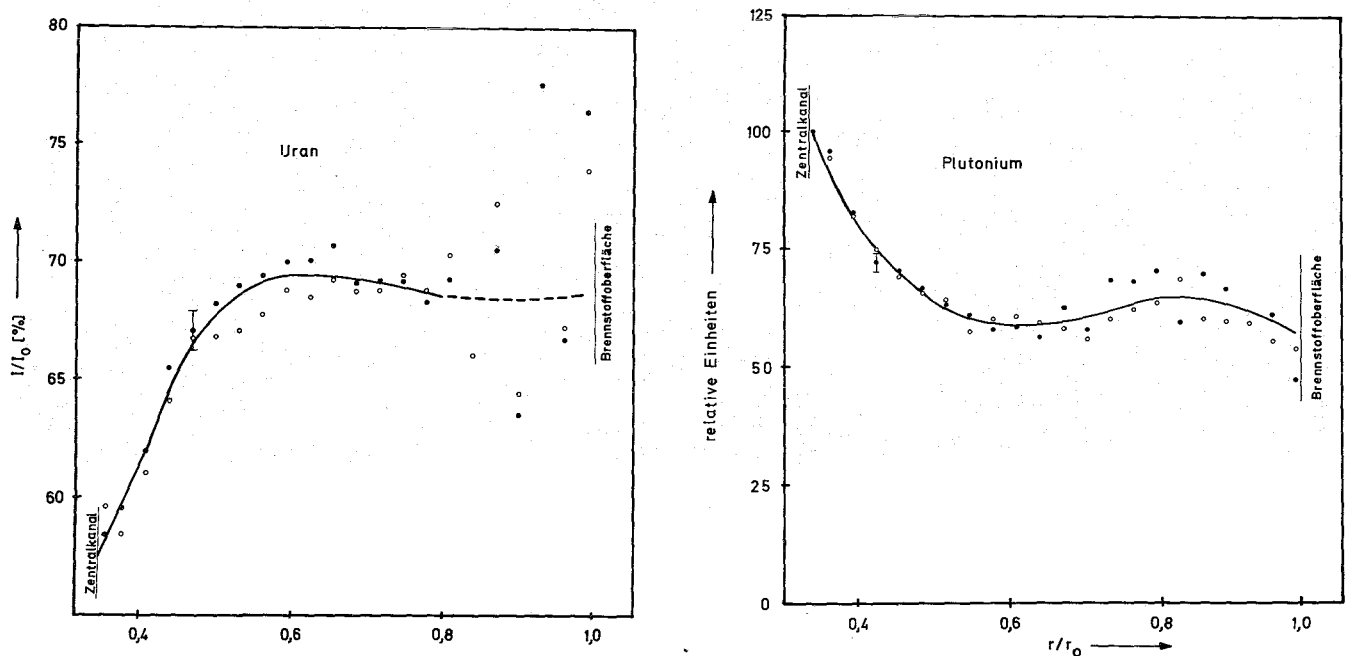 80
75
70
65
60
I/I₀ [%]
Uran
Zentralkanal
Brennstoffoberfläche
0,4
0,6
0,8
1,0
125
100
75
50
25
0
relative Einheiten
Plutonium
Zentralkanal
Brennstoffoberfläche
0,4
0,6
0,8
1,0
r/r₀